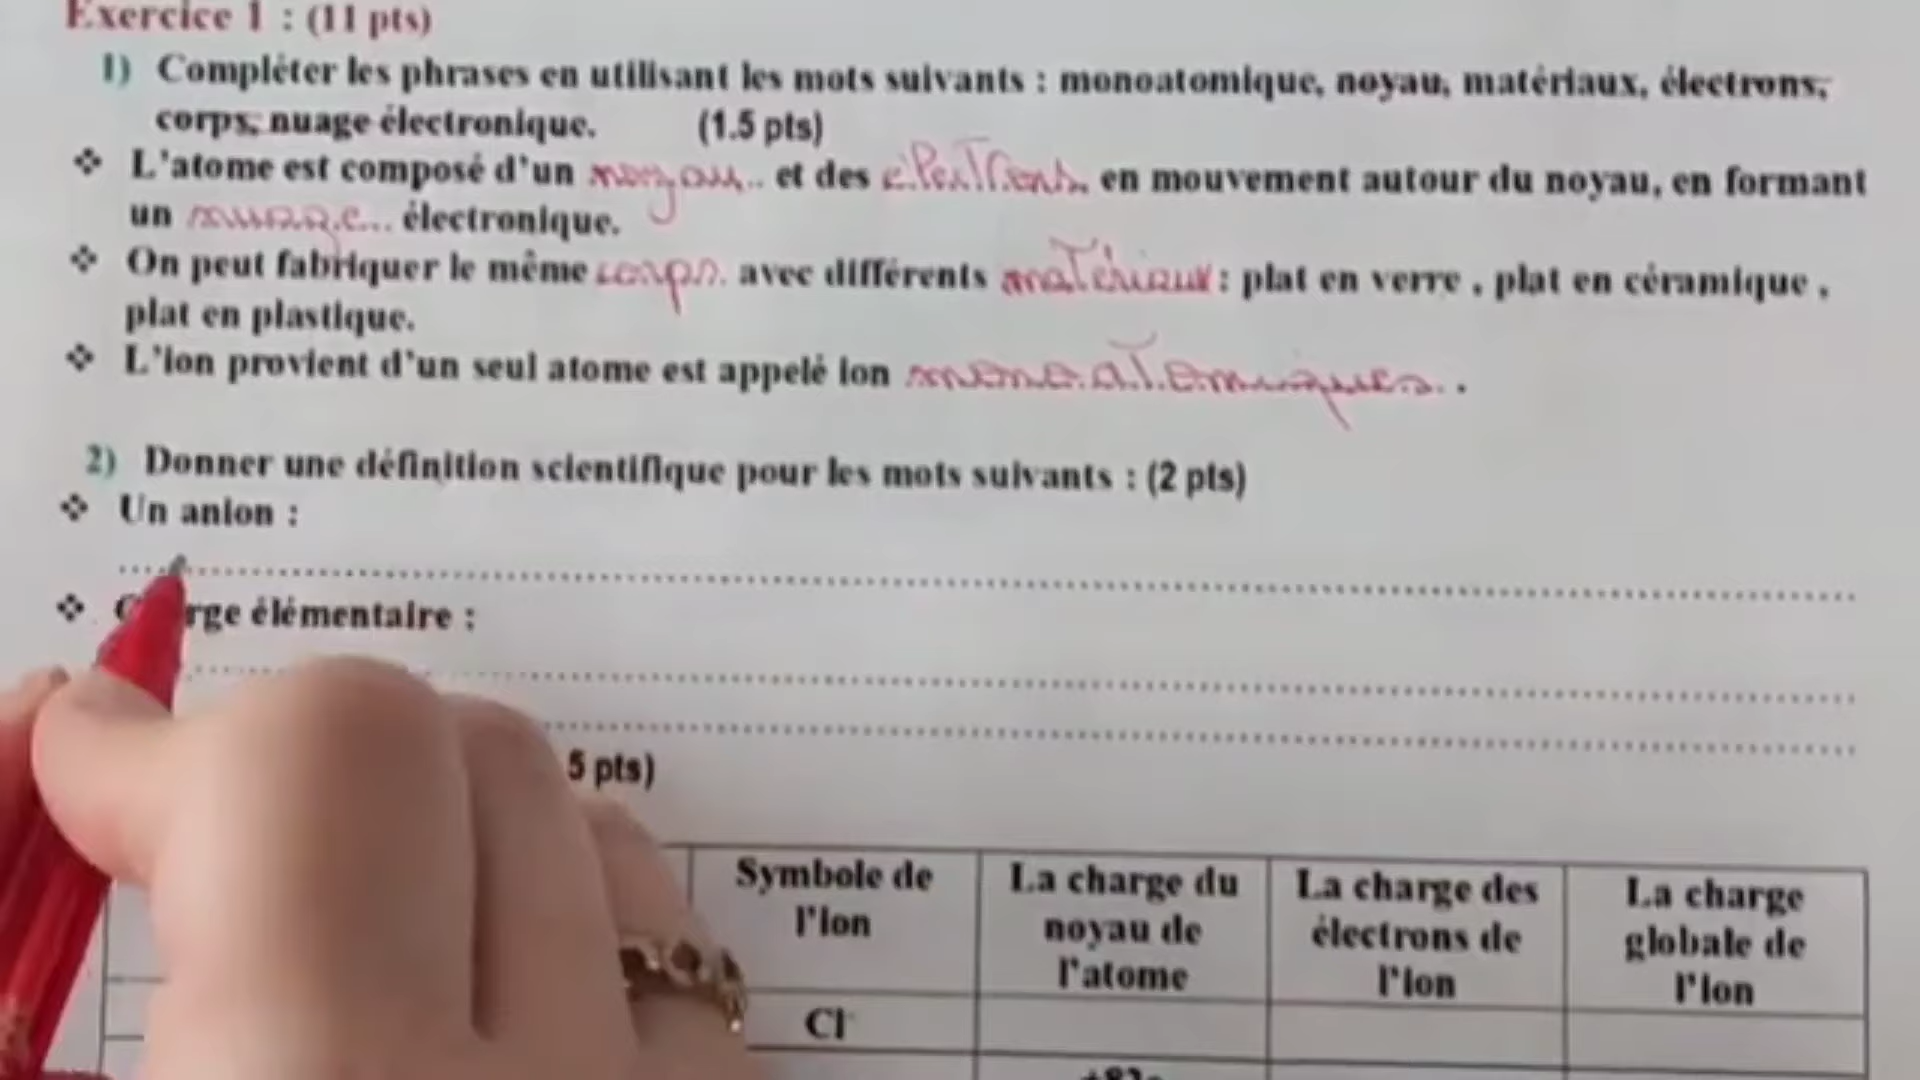 Exercice 1 : (11 pts)
1) Compléter les phrases en utilisant les mots suivants : monoatomique, noyau, matériaux, électrons,
corps, nuage électronique. (1.5 pts)
❖ L'atome est composé d'un noyau.. et des électrons. en mouvement autour du noyau, en formant
un nuage... électronique.
❖ On peut fabriquer le même corps. avec différents matériaux : plat en verre , plat en céramique ,
plat en plastique.
❖ L'ion provient d'un seul atome est appelé ion monoatomiques. .
2) Donner une définition scientifique pour les mots suivants : (2 pts)
❖ Un anion :
❖ rge élémentaire :
5 pts)
Symbole de l'ion
La charge du noyau de l'atome
La charge des électrons de l'ion
La charge globale de l'ion
Cl⁻